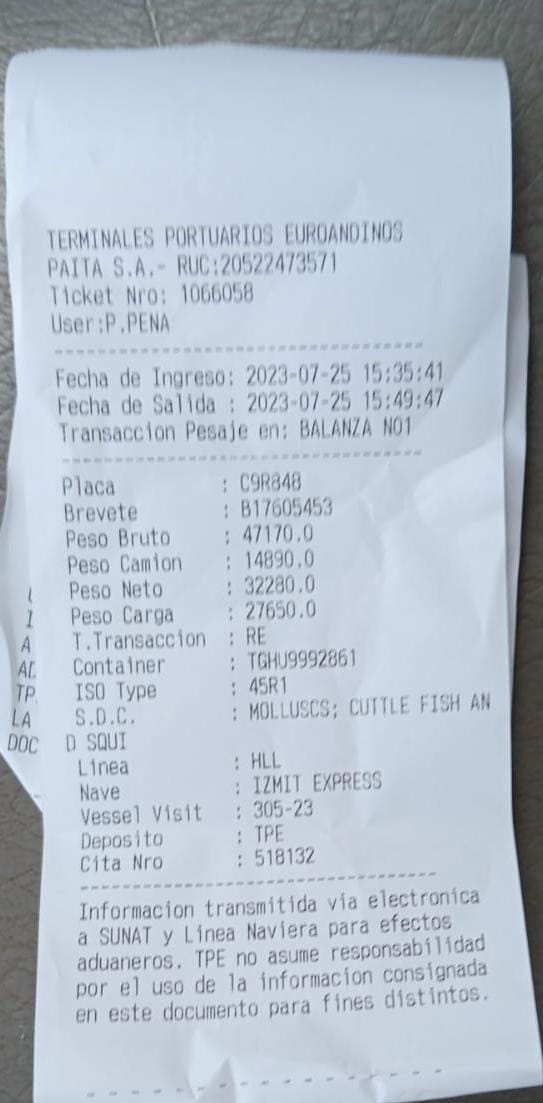 TERMINALES PORTUARIOS EUROANDINOS
PAITA S.A.- RUC:20522473571
Ticket Nro: 1066058
User:P.PENA
--------------------------------
Fecha de Ingreso: 2023-07-25 15:35:41
Fecha de Salida : 2023-07-25 15:49:47
Transaccion Pesaje en: BALANZA N01
--------------------------------
Placa : C9R848
Brevete : B17605453
Peso Bruto : 47170.0
Peso Camion : 14890.0
Peso Neto : 32280.0
Peso Carga : 27650.0
T.Transaccion : RE
Container : TGHU9992861
ISO Type : 45R1
S.D.C. : MOLLUSCS; CUTTLE FISH AN
D SQUI
Linea : HLL
Nave : IZMIT EXPRESS
Vessel Visit : 305-23
Deposito : TPE
Cita Nro : 518132
--------------------------------
Informacion transmitida via electronica
a SUNAT y Linea Naviera para efectos
aduaneros. TPE no asume responsabilidad
por el uso de la informacion consignada
en este documento para fines distintos.
--------------------------------
A
TP
LA
DOC